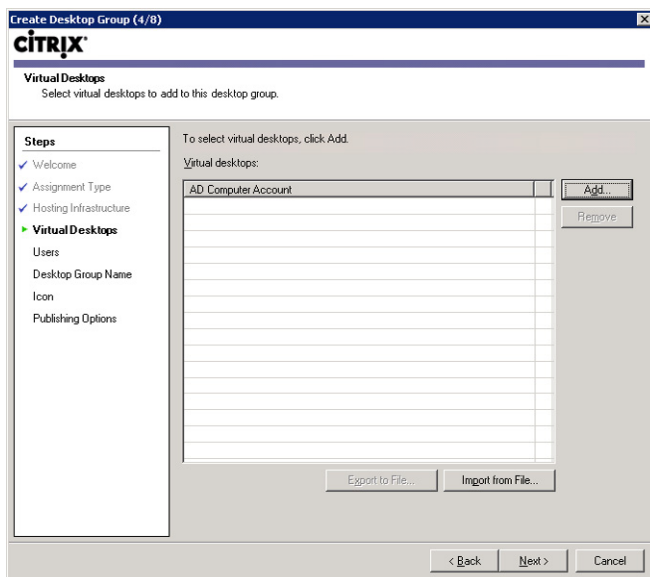 Create Desktop Group (4/8)
CITRIX
Virtual Desktops
Select virtual desktops to add to this desktop group.
Steps
Welcome
Assignment Type
Hosting Infrastructure
Virtual Desktops
Users
Desktop Group Name
Icon
Publishing Options
To select virtual desktops, click Add.
Virtual desktops:
AD Computer Account
Add...
Remove
Export to File...
Import from File...
< Back
Next >
Cancel